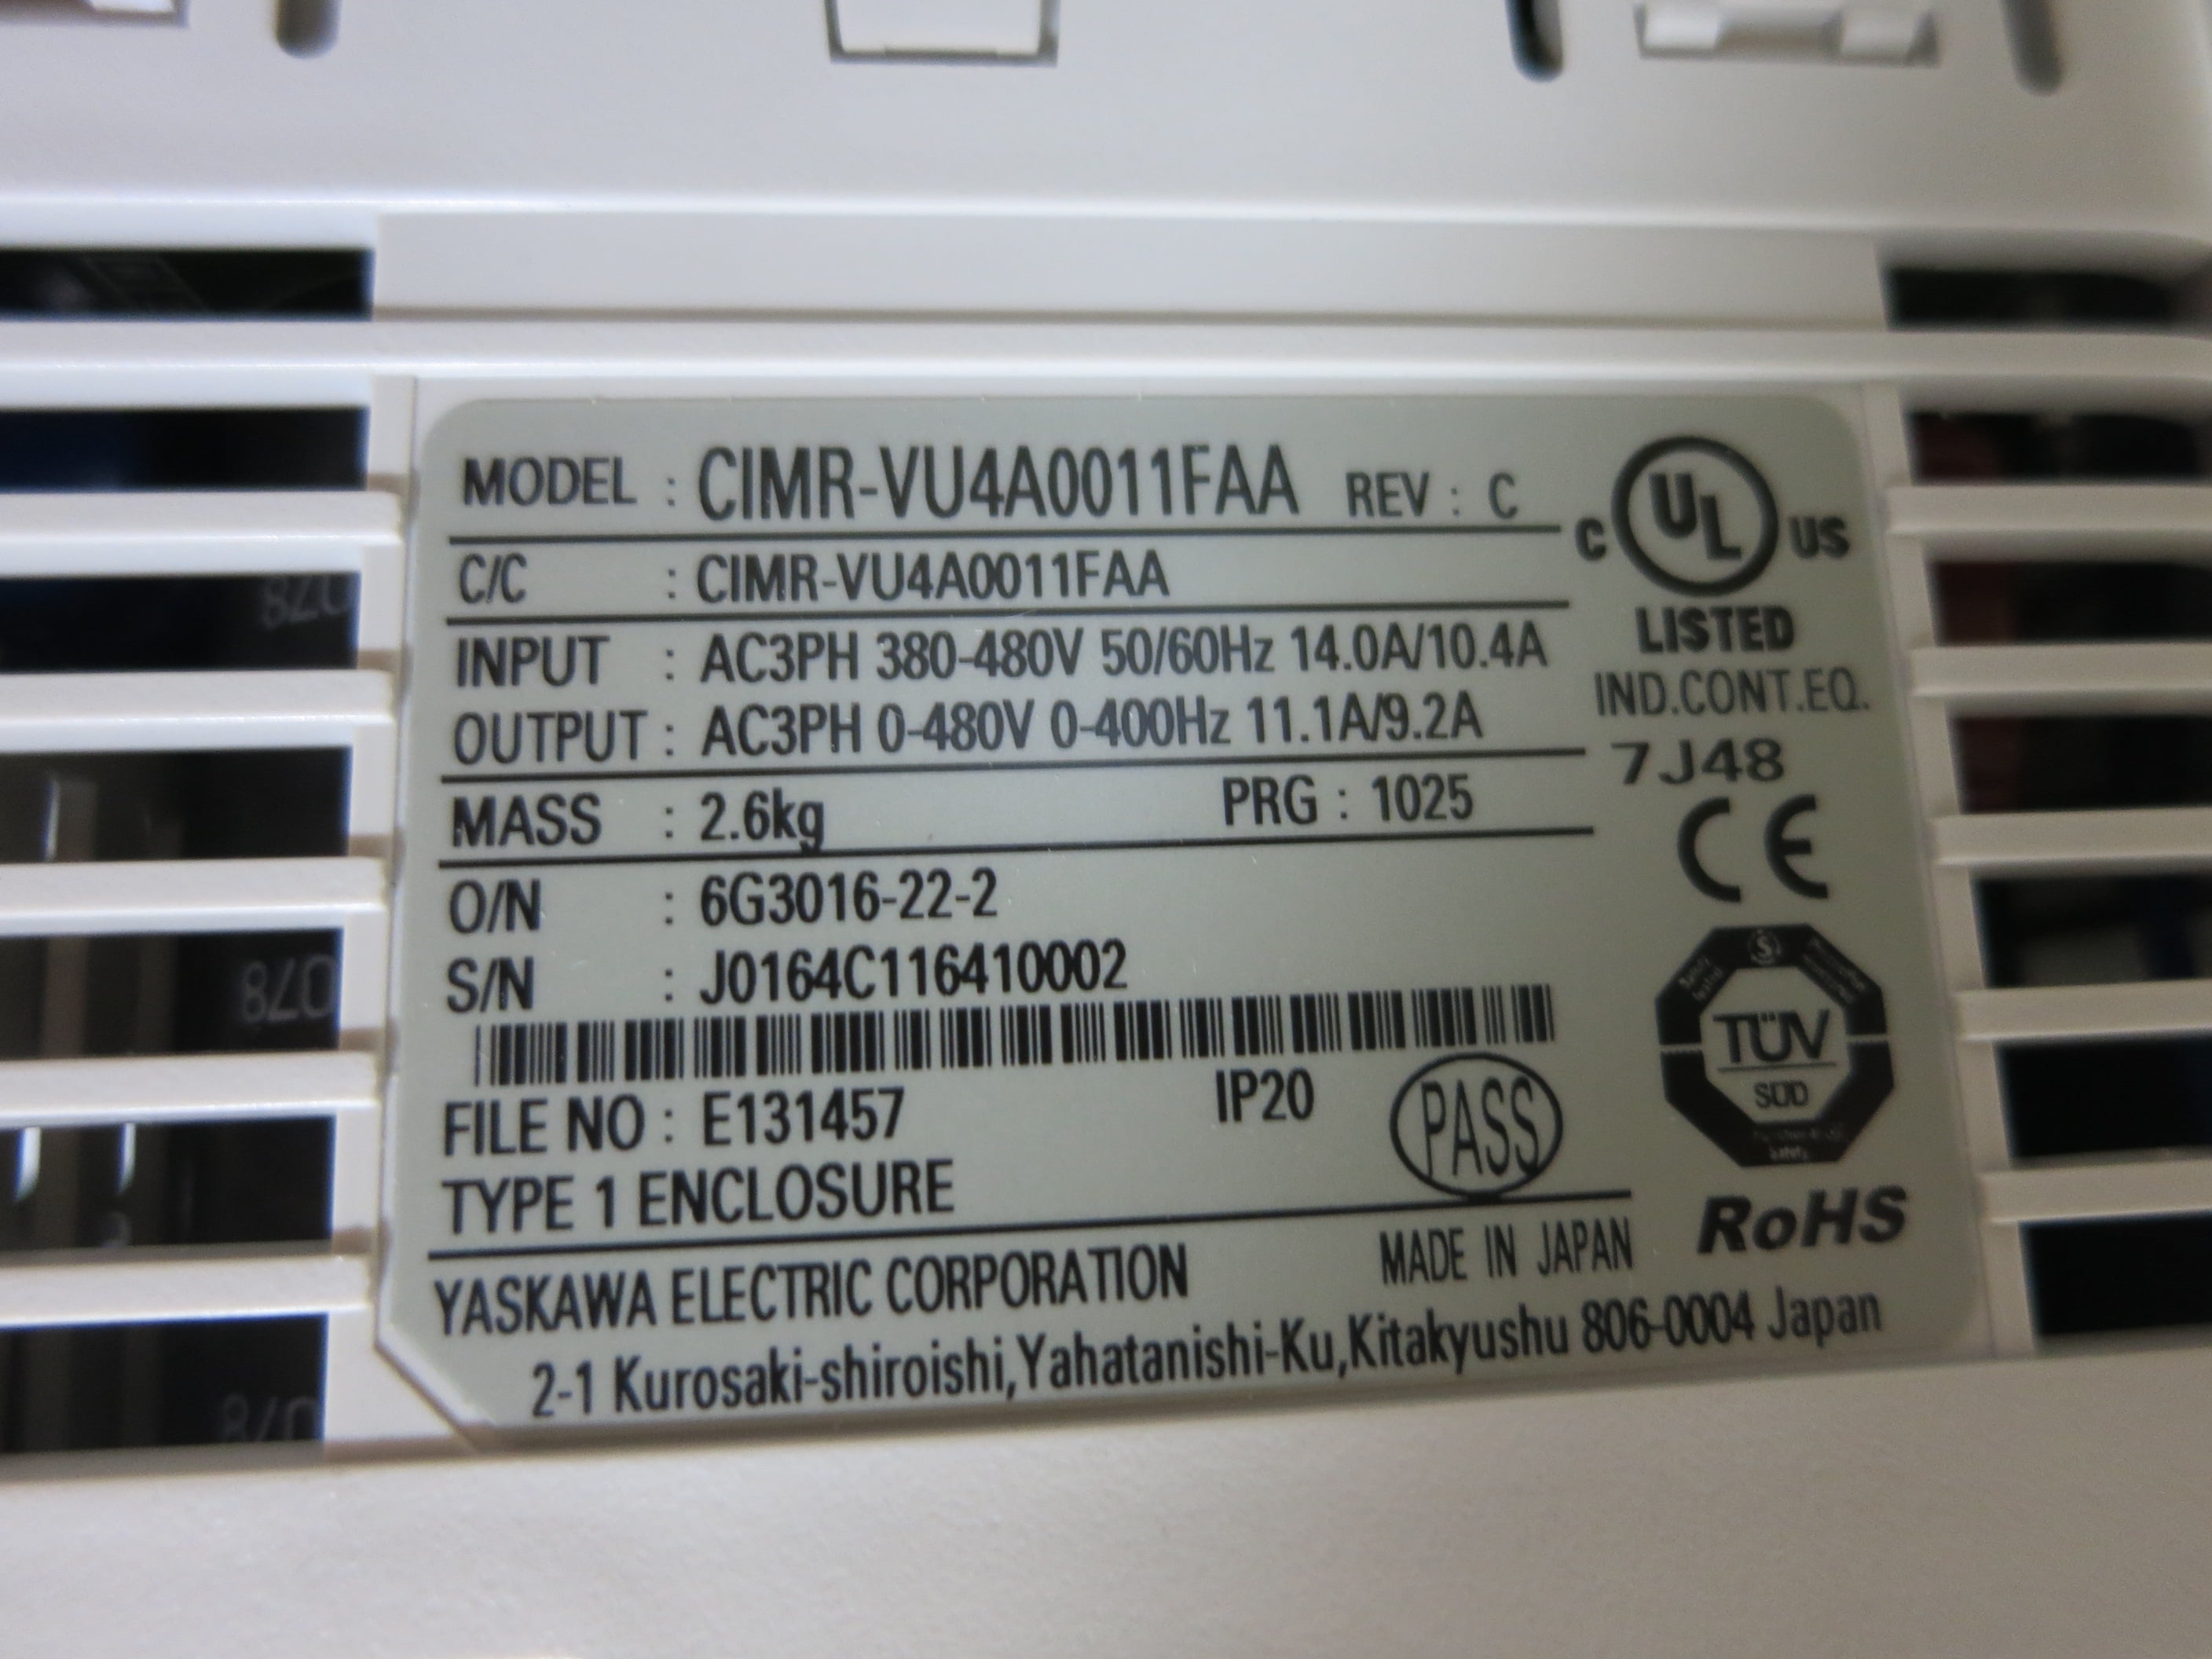 MODEL : CIMR-VU4A0011FAA REV : C
C/C : CIMR-VU4A0011FAA
INPUT : AC3PH 380-480V 50/60Hz 14.0A/10.4A
OUTPUT : AC3PH 0-480V 0-400Hz 11.1A/9.2A
MASS : 2.6kg PRG : 1025
O/N : 6G3016-22-2
S/N : J0164C116410002
FILE NO : E131457 IP20 PASS
TYPE 1 ENCLOSURE
YASKAWA ELECTRIC CORPORATION MADE IN JAPAN
2-1 Kurosaki-shiroishi,Yahatanishi-Ku,Kitakyushu 806-0004 Japan
C UL US
LISTED
IND.CONT.EQ.
7J48
CE
TÜV
SÜD
RoHS